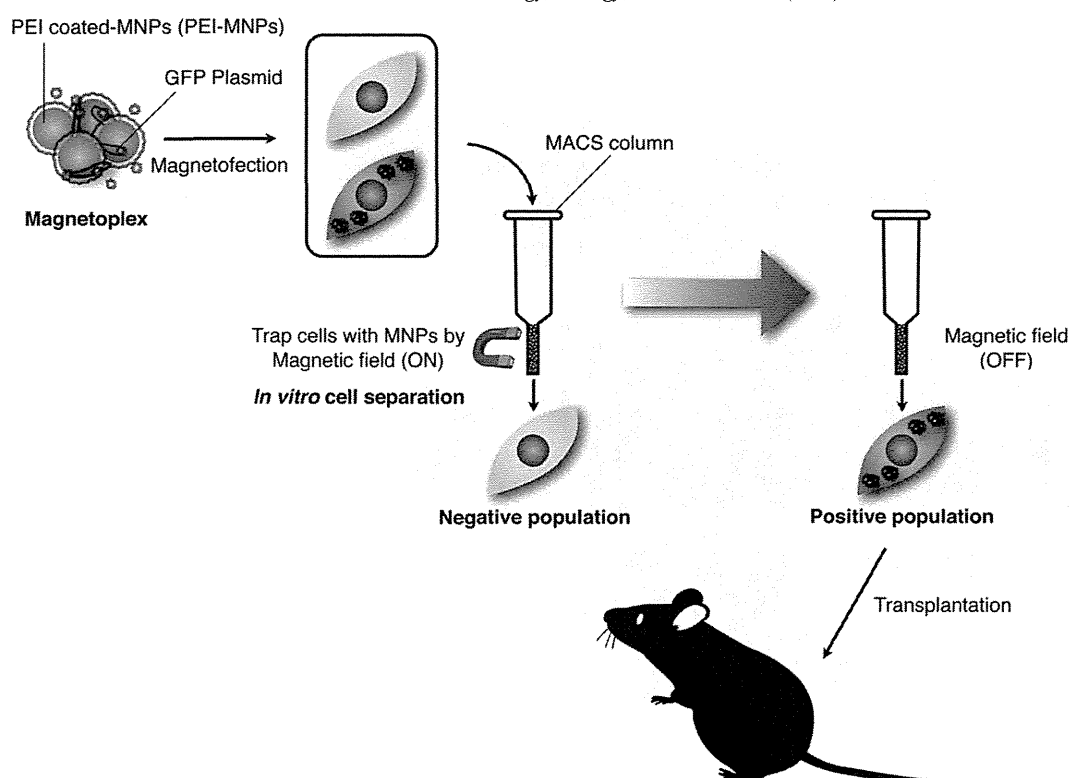 PEI coated-MNPs (PEI-MNPs)
GFP Plasmid
Magnetofection
Magnetoplex
MACS column
Trap cells with MNPs by
Magnetic field (ON)
In vitro cell separation
Magnetic field
(OFF)
Negative population
Positive population
Transplantation